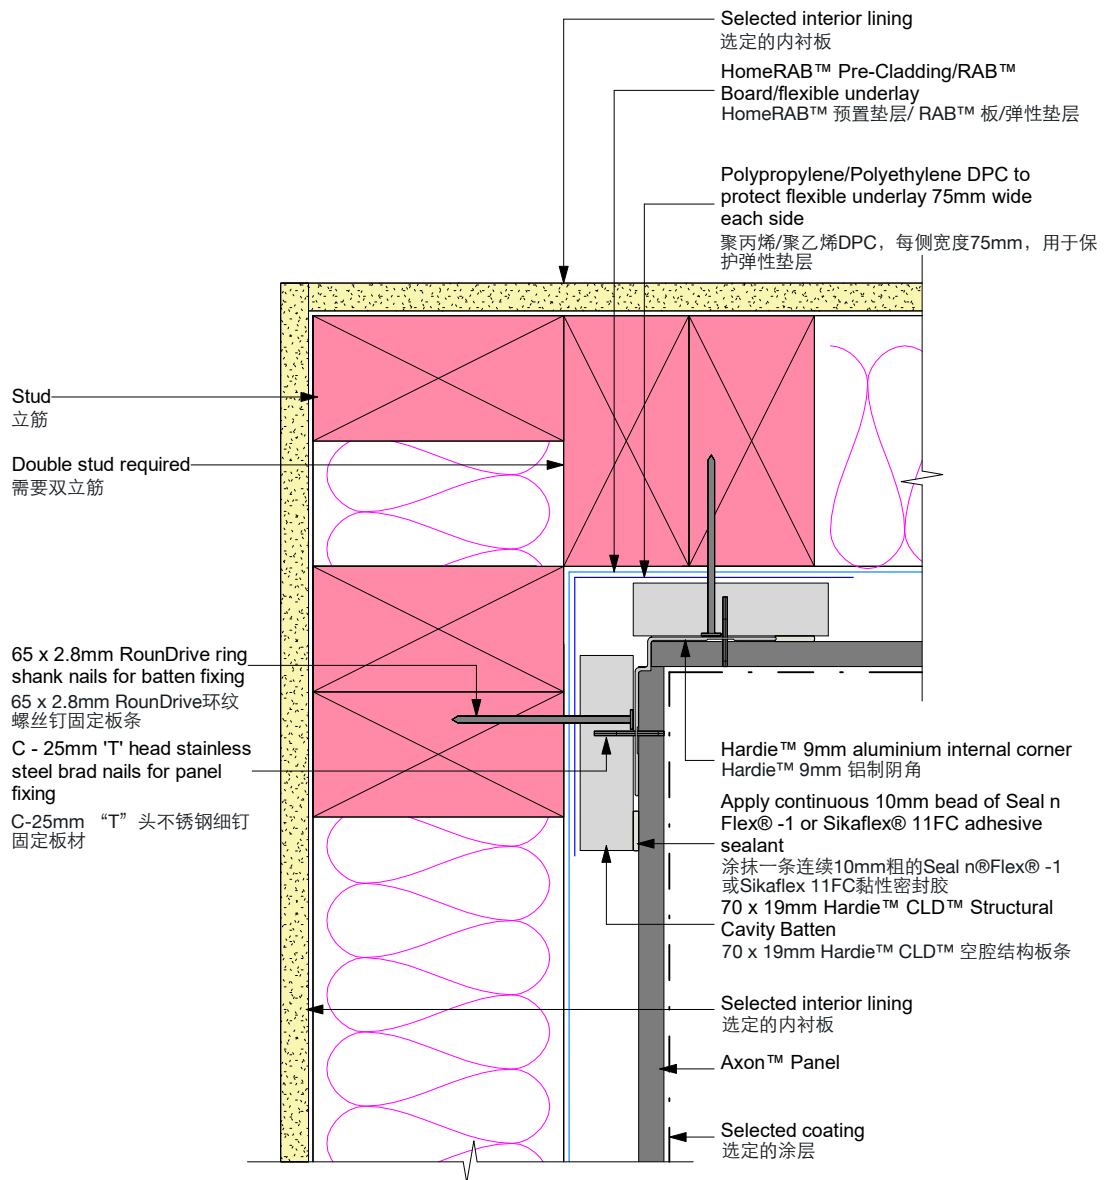 Selected interior lining
选定的内衬板
HomeRAB™ Pre-Cladding/RAB™
Board/flexible underlay
HomeRAB™ 预置垫层/ RAB™ 板/弹性垫层
Polypropylene/Polyethylene DPC to
protect flexible underlay 75mm wide
each side
聚丙烯/聚乙烯DPC，每侧宽度75mm，用于保
护弹性垫层
Stud
立筋
Double stud required
需要双立筋
65 x 2.8mm RounDrive ring
shank nails for batten fixing
65 x 2.8mm RounDrive环纹
螺丝钉固定板条
C - 25mm 'T' head stainless
steel brad nails for panel
fixing
C-25mm “T”头不锈钢细钉
固定板材
Hardie™ 9mm aluminium internal corner
Hardie™ 9mm 铝制阴角
Apply continuous 10mm bead of Seal n
Flex® -1 or Sikaflex® 11FC adhesive
sealant
涂抹一条连续10mm粗的Seal n®Flex® -1
或Sikaflex 11FC黏性密封胶
70 x 19mm Hardie™ CLD™ Structural
Cavity Batten
70 x 19mm Hardie™ CLD™ 空腔结构板条
Selected interior lining
选定的内衬板
Axon™ Panel
Selected coating
选定的涂层